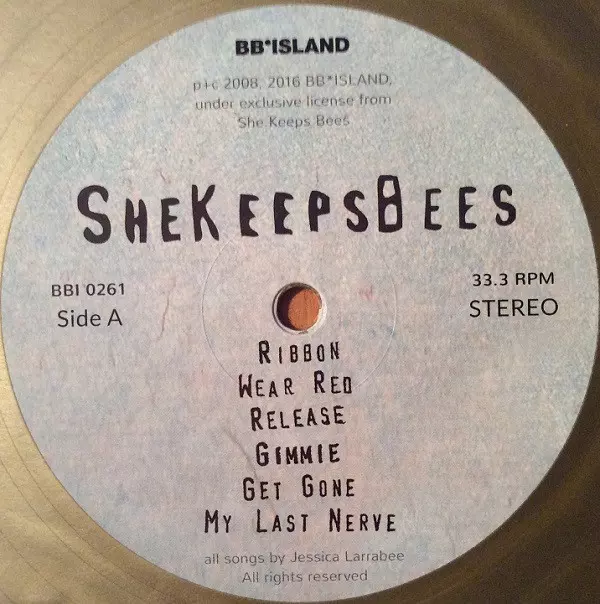 BB*ISLAND
p+c 2008, 2016 BB*ISLAND,
under exclusive license from
She Keeps Bees
SHEKEEPSBEES
BBI 0261
Side A
33.3 RPM
STEREO
RIBBON
WEAR RED
RELEASE
GIMMIE
GET GONE
MY LAST NERVE
all songs by Jessica Larrabee
All rights reserved